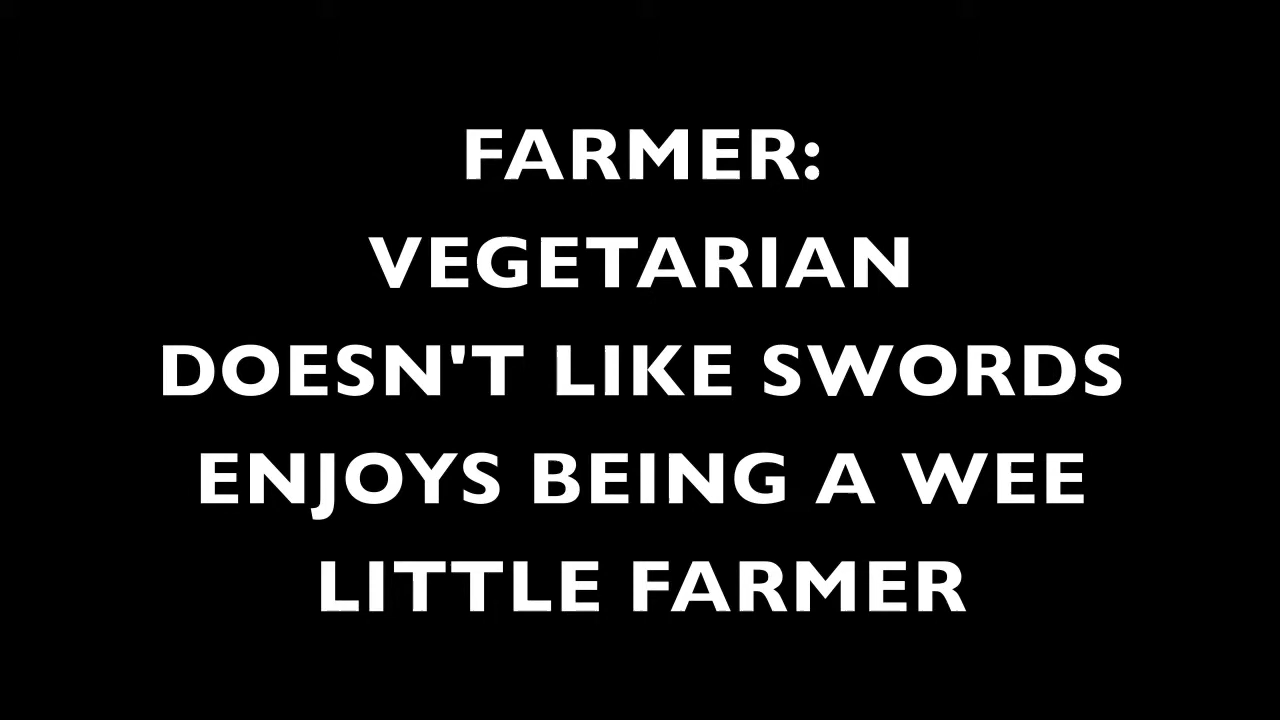 FARMER:
VEGETARIAN
DOESN'T LIKE SWORDS
ENJOYS BEING A WEE
LITTLE FARMER